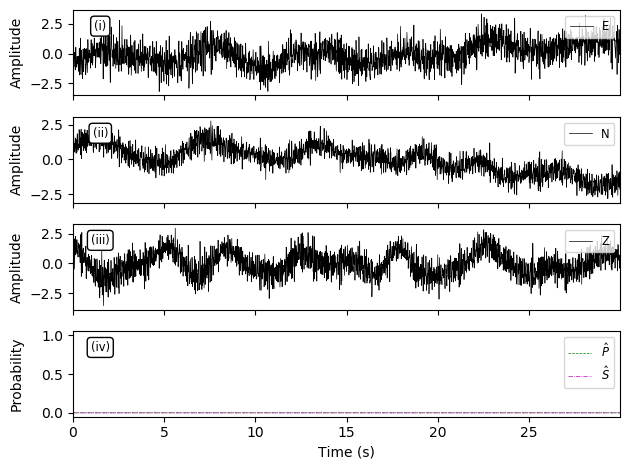 (i)
E
Amplitude
2.5
0.0
−2.5
(ii)
N
Amplitude
2.5
0.0
−2.5
(iii)
Z
Amplitude
2.5
0.0
−2.5
(iv)
P̂
Ŝ
Probability
1.0
0.5
0.0
0 5 10 15 20 25
Time (s)